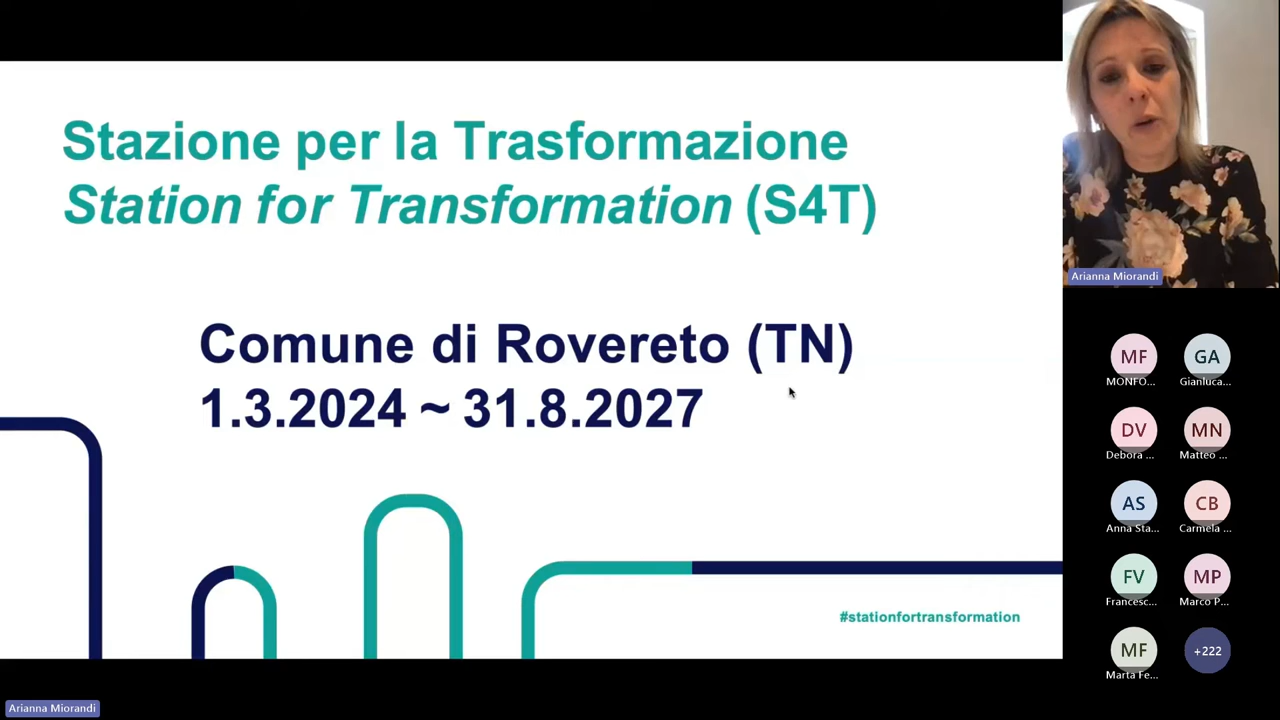 Stazione per la Trasformazione
Station for Transformation (S4T)
Comune di Rovereto (TN)
1.3.2024 ~ 31.8.2027
#stationfortransformation
Arianna Miorandi
MF GA
MONFO... Gianluca...
DV MN
Debora ... Matteo ...
AS CB
Anna Sta... Carmela ...
FV MP
Francesc... Marco P...
MF +222
Marta Fe...
Arianna Miorandi